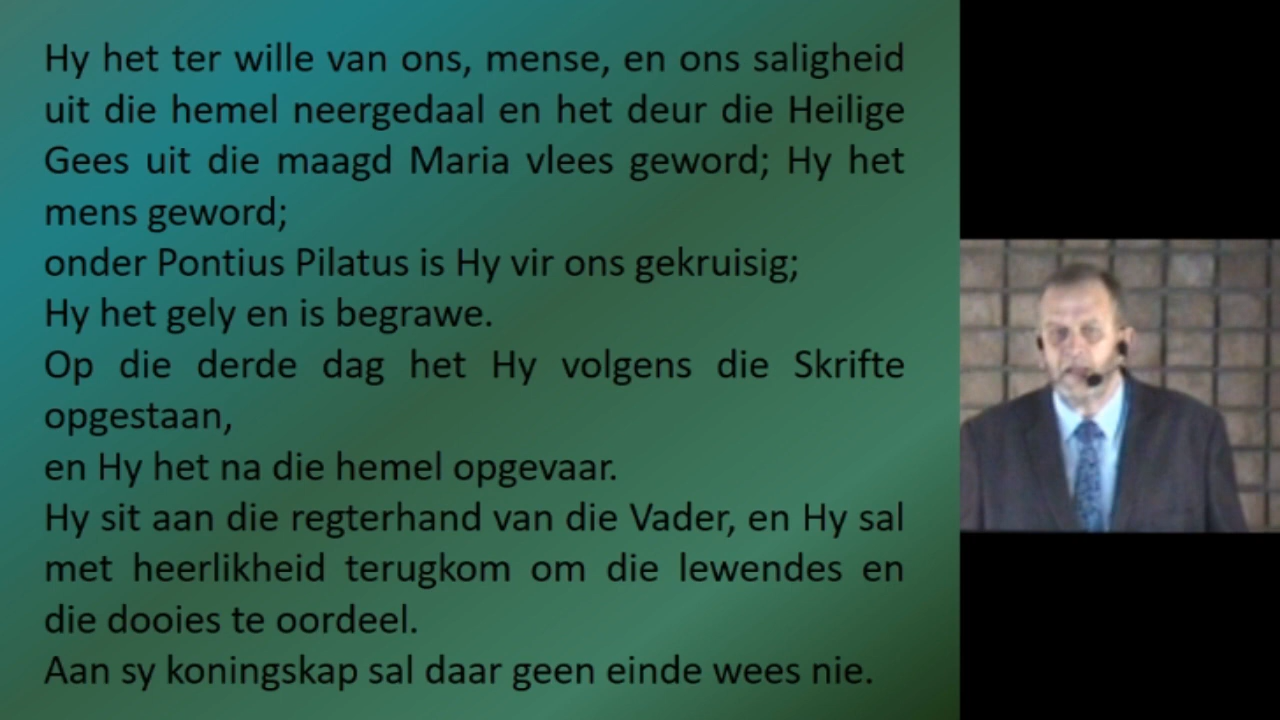 Hy het ter wille van ons, mense, en ons saligheid
uit die hemel neergedaal en het deur die Heilige
Gees uit die maagd Maria vlees geword; Hy het
mens geword;
onder Pontius Pilatus is Hy vir ons gekruisig;
Hy het gely en is begrawe.
Op die derde dag het Hy volgens die Skrifte
opgestaan,
en Hy het na die hemel opgevaar.
Hy sit aan die regterhand van die Vader, en Hy sal
met heerlikheid terugkom om die lewendes en
die dooies te oordeel.
Aan sy koningskap sal daar geen einde wees nie.